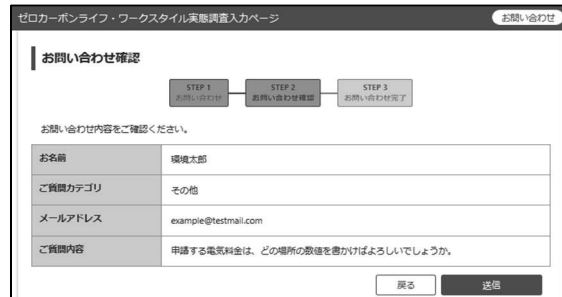 ゼロカーボンライフ・ワークスタイル実態調査入力ページ
お問い合わせ
お問い合わせ確認
STEP 1
お問い合わせ
STEP 2
お問い合わせ確認
STEP 3
お問い合わせ完了
お問い合わせ内容をご確認ください。
お名前
環境太郎
ご質問カテゴリ
その他
メールアドレス
example@testmail.com
ご質問内容
申請する電気料金は、どの場所の数値を書かけばよろしいでしょうか。
戻る
送信